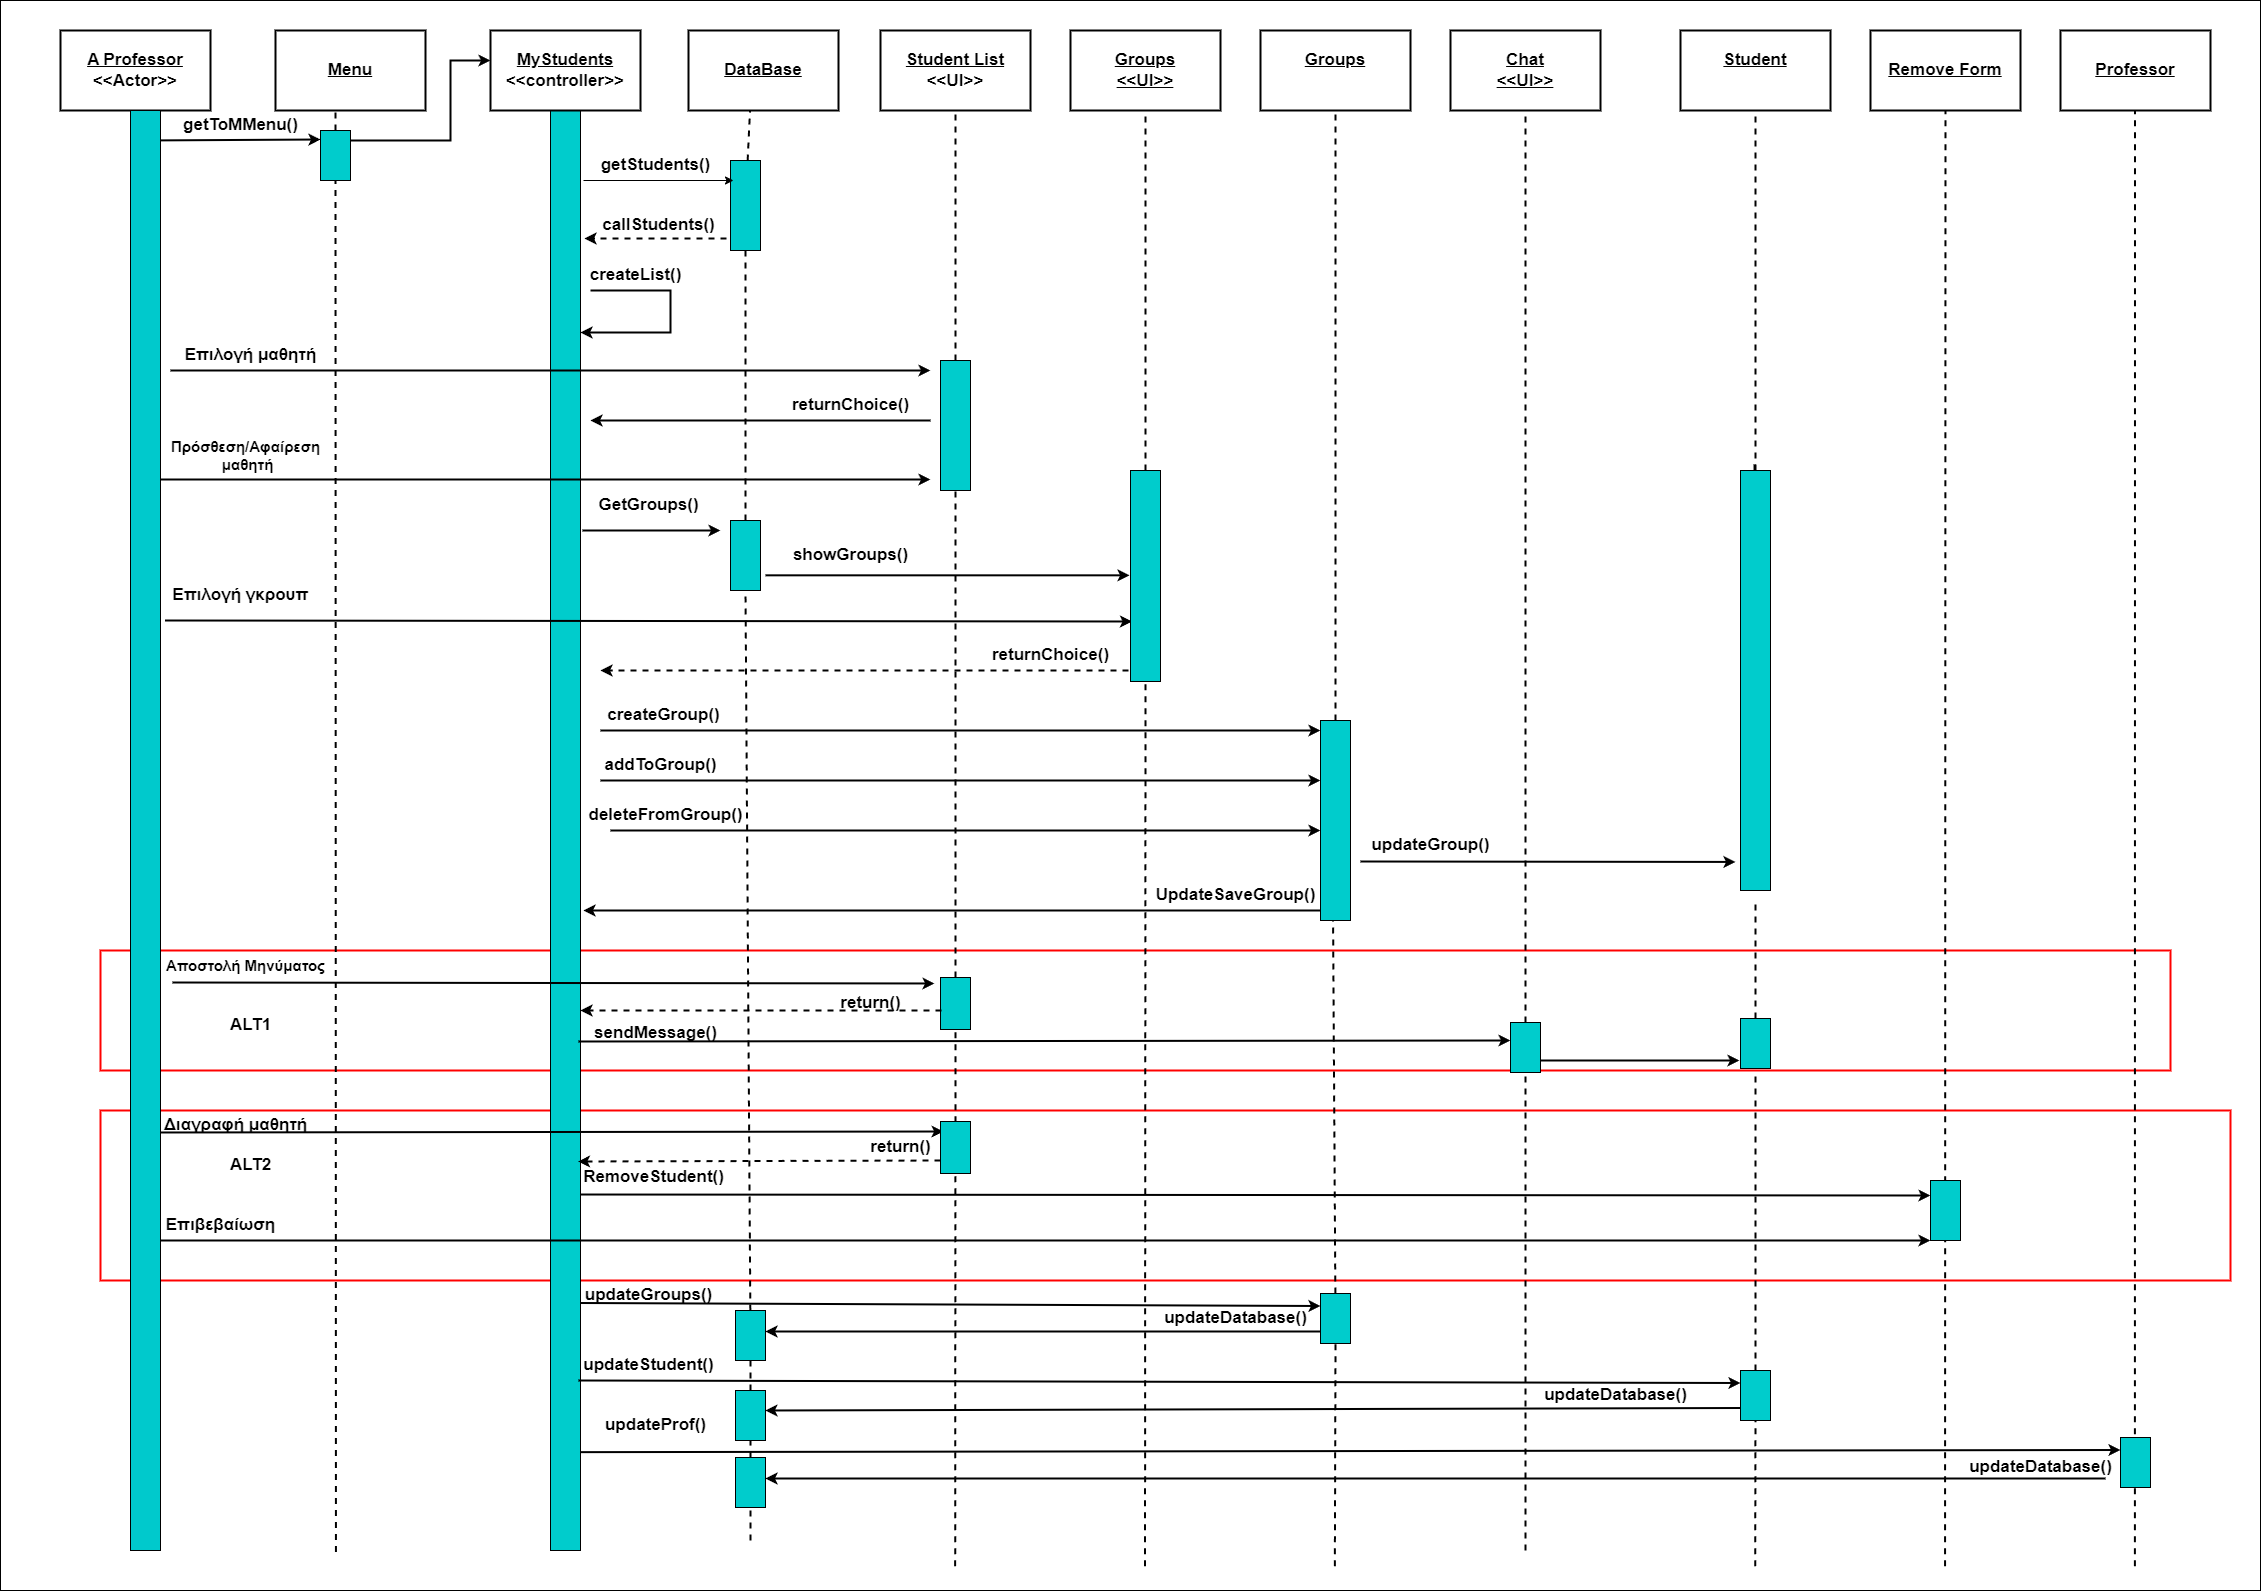 A Professor
<<Actor>>
Menu
MyStudents
<<controller>>
DataBase
Student List
<<UI>>
Groups
<<UI>>
Groups
Chat
<<UI>>
Student
Remove Form
Professor
getToMMenu()
getStudents()
callStudents()
createList()
Επιλογή μαθητή
returnChoice()
Πρόσθεση/Αφαίρεση
μαθητή
GetGroups()
showGroups()
Επιλογή γκρουπ
returnChoice()
createGroup()
addToGroup()
deleteFromGroup()
updateGroup()
UpdateSaveGroup()
Αποστολή Μηνύματος
return()
ALT1
sendMessage()
Διαγραφή μαθητή
return()
ALT2
RemoveStudent()
Επιβεβαίωση
updateGroups()
updateDatabase()
updateStudent()
updateDatabase()
updateProf()
updateDatabase()